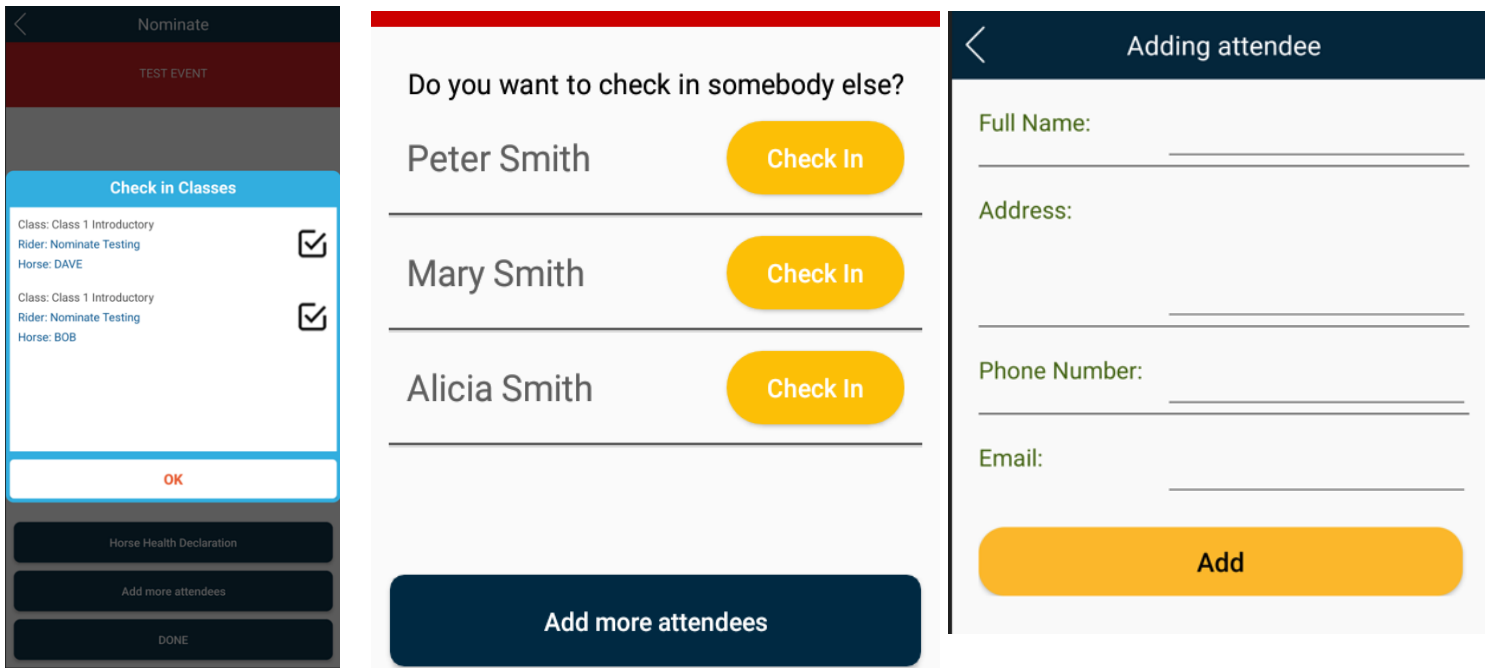 Nominate
TEST EVENT
Check in Classes
Class: Class 1 Introductory
Rider: Nominate Testing
Horse: DAVE
Class: Class 1 Introductory
Rider: Nominate Testing
Horse: BOB
OK
Horse Health Declaration
Add more attendees
DONE
Do you want to check in somebody else?
Peter Smith
Check In
Mary Smith
Check In
Alicia Smith
Check In
Add more attendees
Adding attendee
Full Name:
Address:
Phone Number:
Email:
Add